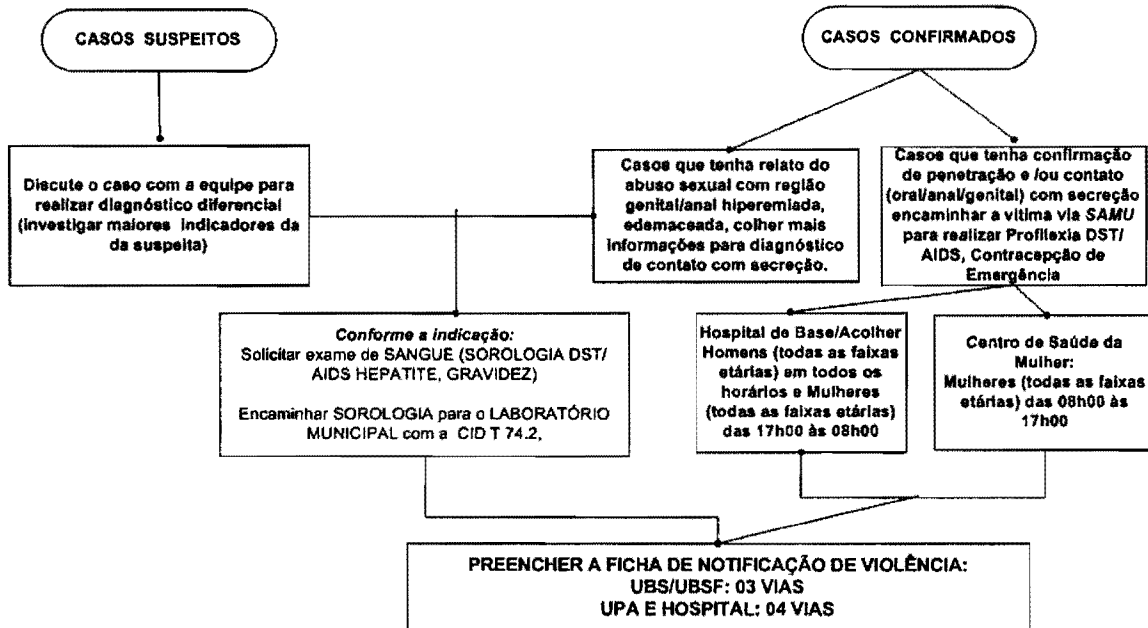 CASOS SUSPEITOS
CASOS CONFIRMADOS
Discute o caso com a equipe para
realizar diagnóstico diferencial
(investigar maiores indicadores da
da suspeita)
Casos que tenha relato do
abuso sexual com região
genital/anal hiperemiada,
edemaceada, colher mais
informações para diagnóstico
de contato com secreção.
Casos que tenha confirmação
de penetração e /ou contato
(oral/anal/genital) com secreção
encaminhar a vitima via SAMU
para realizar Profilexia DST/
AIDS, Contracepção de
Emergência
Conforme a indicação:
Solicitar exame de SANGUE (SOROLOGIA DST/
AIDS HEPATITE, GRAVIDEZ)
Encaminhar SOROLOGIA para o LABORATÓRIO
MUNICIPAL com a CID T 74.2,
Hospital de Base/Acolher
Homens (todas as faixas
etárias) em todos os
horários e Mulheres
(todas as faixas etárias)
das 17h00 às 08h00
Centro de Saúde da
Mulher:
Mulheres (todas as faixas
etárias) das 08h00 às
17h00
PREENCHER A FICHA DE NOTIFICAÇÃO DE VIOLÊNCIA:
UBS/UBSF: 03 VIAS
UPA E HOSPITAL: 04 VIAS